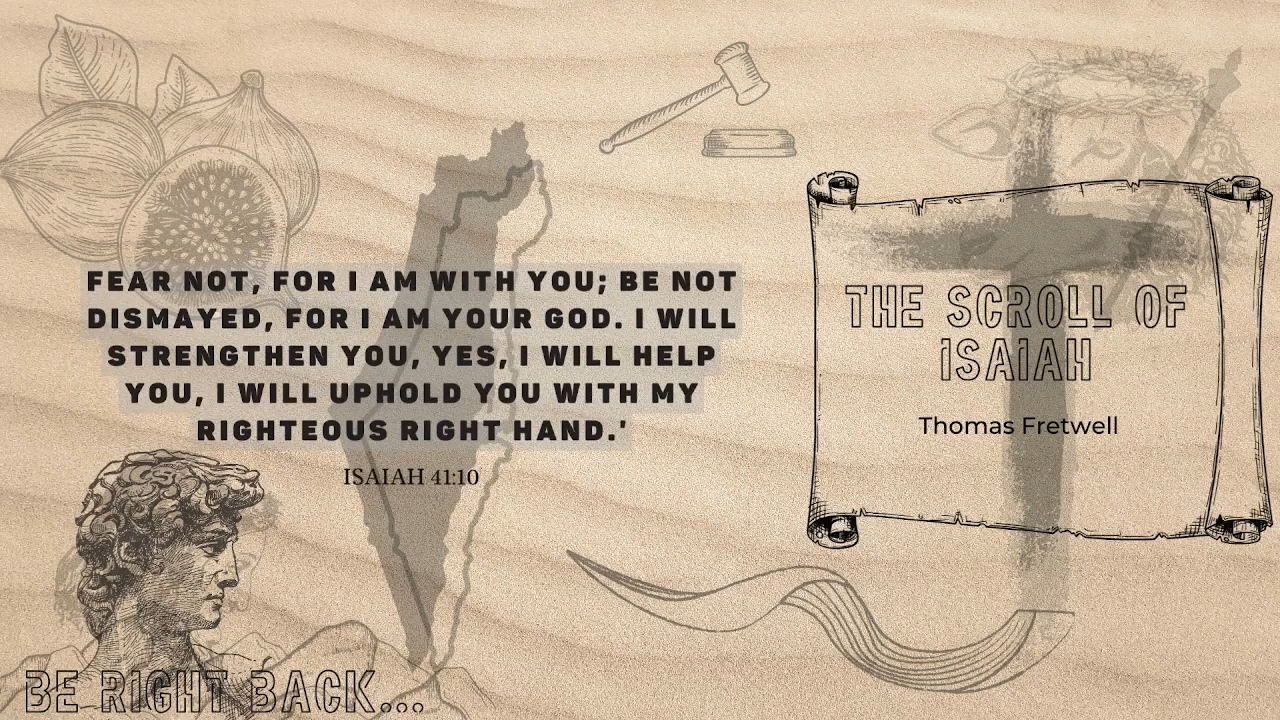 FEAR NOT, FOR I AM WITH YOU; BE NOT
DISMAYED, FOR I AM YOUR GOD. I WILL
STRENGTHEN YOU, YES, I WILL HELP
YOU, I WILL UPHOLD YOU WITH MY
RIGHTEOUS RIGHT HAND.'
ISAIAH 41:10
THE SCROLL OF
ISAIAH
Thomas Fretwell
BE RIGHT BACK...